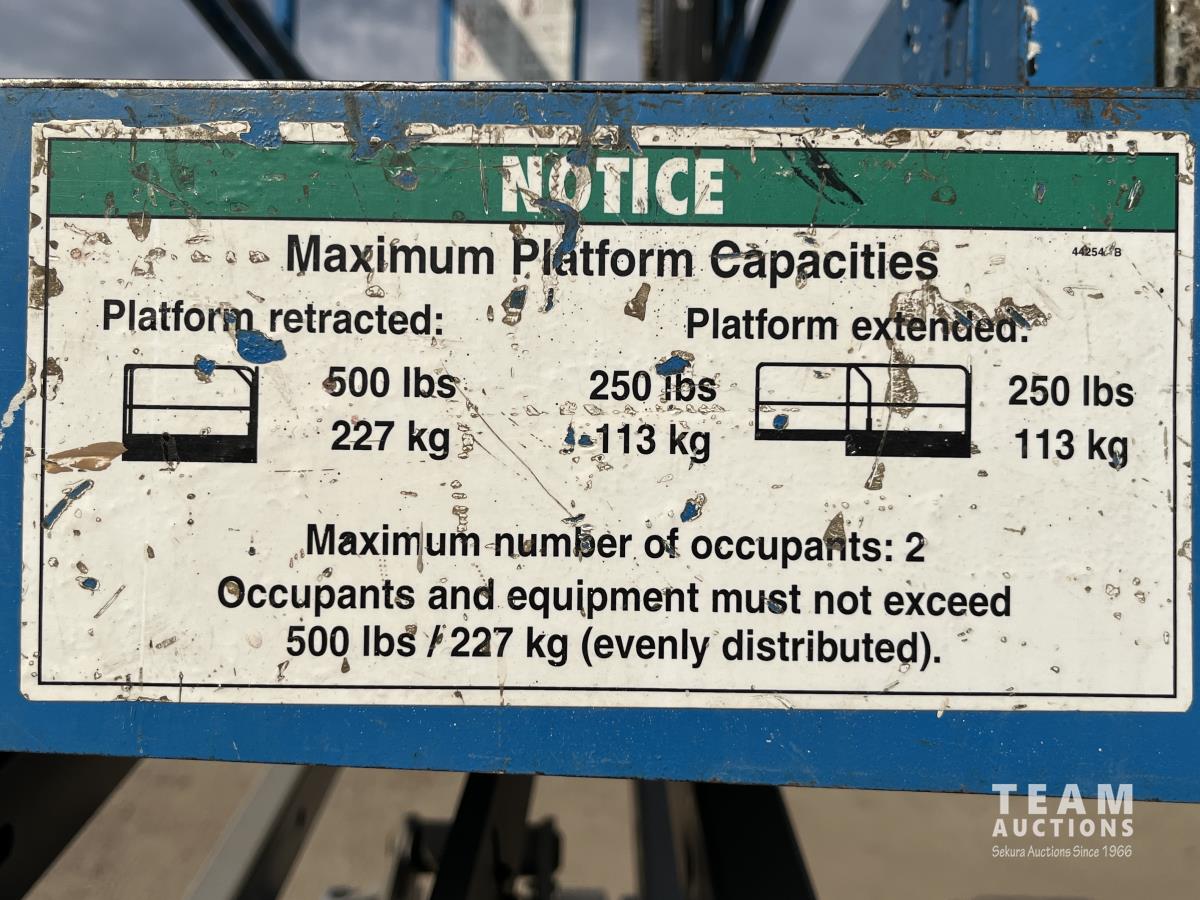 NOTICE
Maximum Platform Capacities
44254 B
Platform retracted:
Platform extended:
500 lbs
227 kg
250 lbs
113 kg
250 lbs
113 kg
Maximum number of occupants: 2
Occupants and equipment must not exceed
500 lbs / 227 kg (evenly distributed).
TEAM
AUCTIONS
Sekura Auctions Since 1966